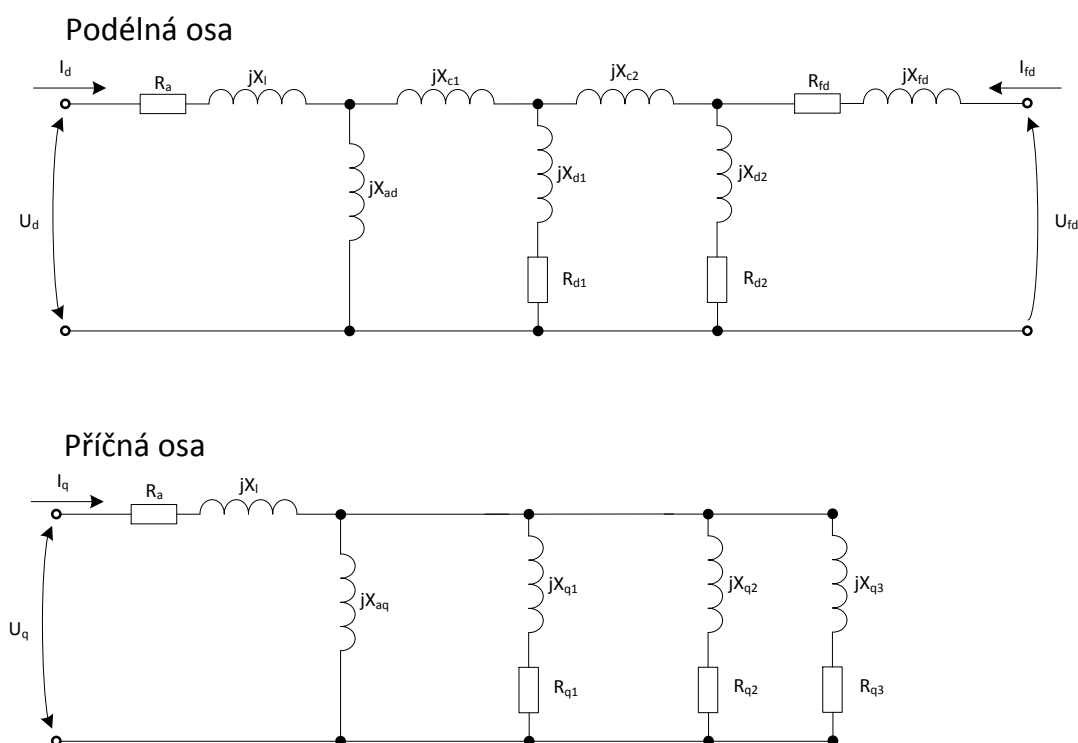 Podélná osa
I_d R_a jX_l jX_c1 jX_c2 R_fd jX_fd I_fd
U_d jX_ad jX_d1 jX_d2 U_fd
R_d1 R_d2
Příčná osa
I_q R_a jX_l
U_q jX_aq jX_q1 jX_q2 jX_q3
R_q1 R_q2 R_q3